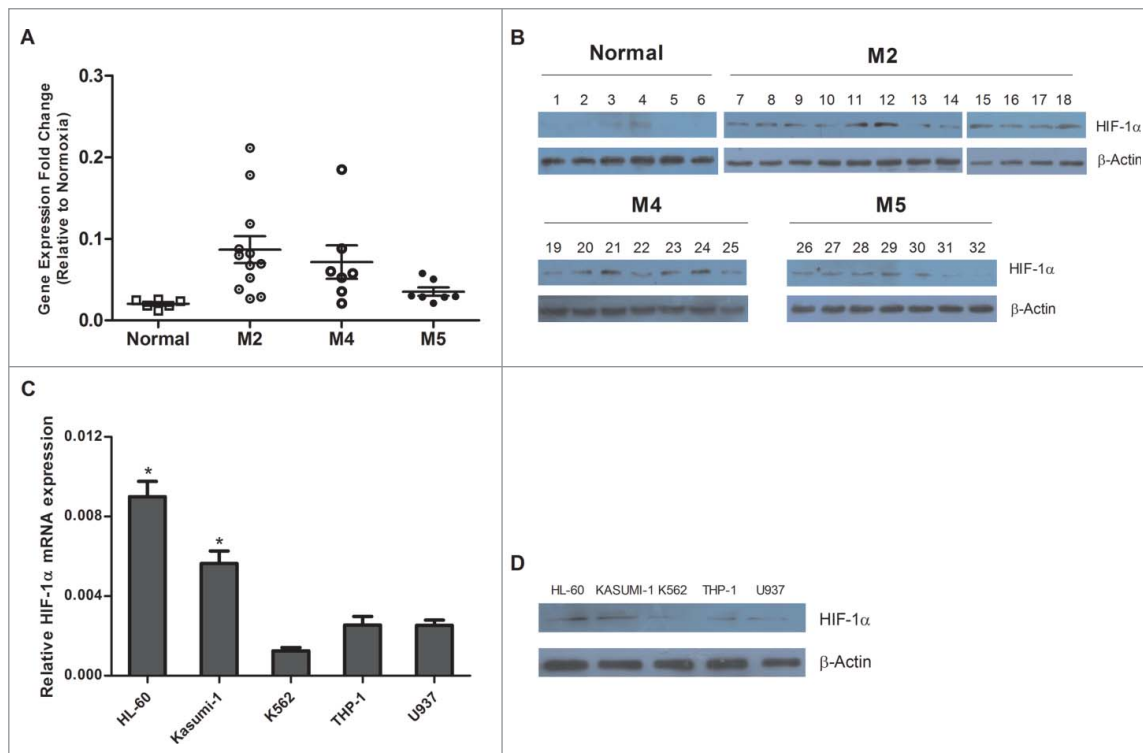 A
Gene Expression Fold Change
(Relative to Normoxia)
0.3
0.2
0.1
0.0
Normal
M2
M4
M5
B
Normal
M2
1 2 3 4 5 6 7 8 9 10 11 12 13 14 15 16 17 18
HIF-1α
β-Actin
M4
M5
19 20 21 22 23 24 25 26 27 28 29 30 31 32
HIF-1α
β-Actin
C
Relative HIF-1α mRNA expression
0.012
0.008
0.004
0.000
*
*
HL-60
Kasumi-1
K562
THP-1
U937
D
HL-60 KASUMI-1 K562 THP-1 U937
HIF-1α
β-Actin